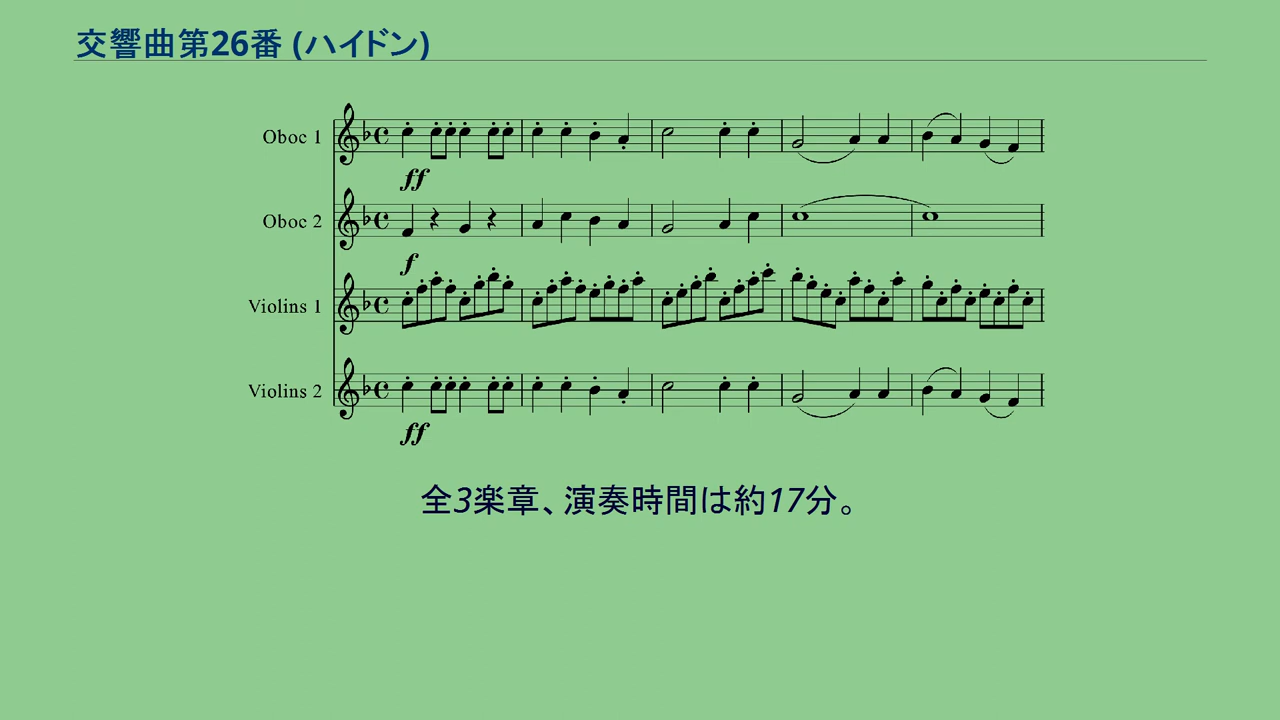 交響曲第26番 (ハイドン)
Oboe 1
ff
Oboe 2
f
Violins 1
Violins 2
ff
全3楽章、演奏時間は約17分。